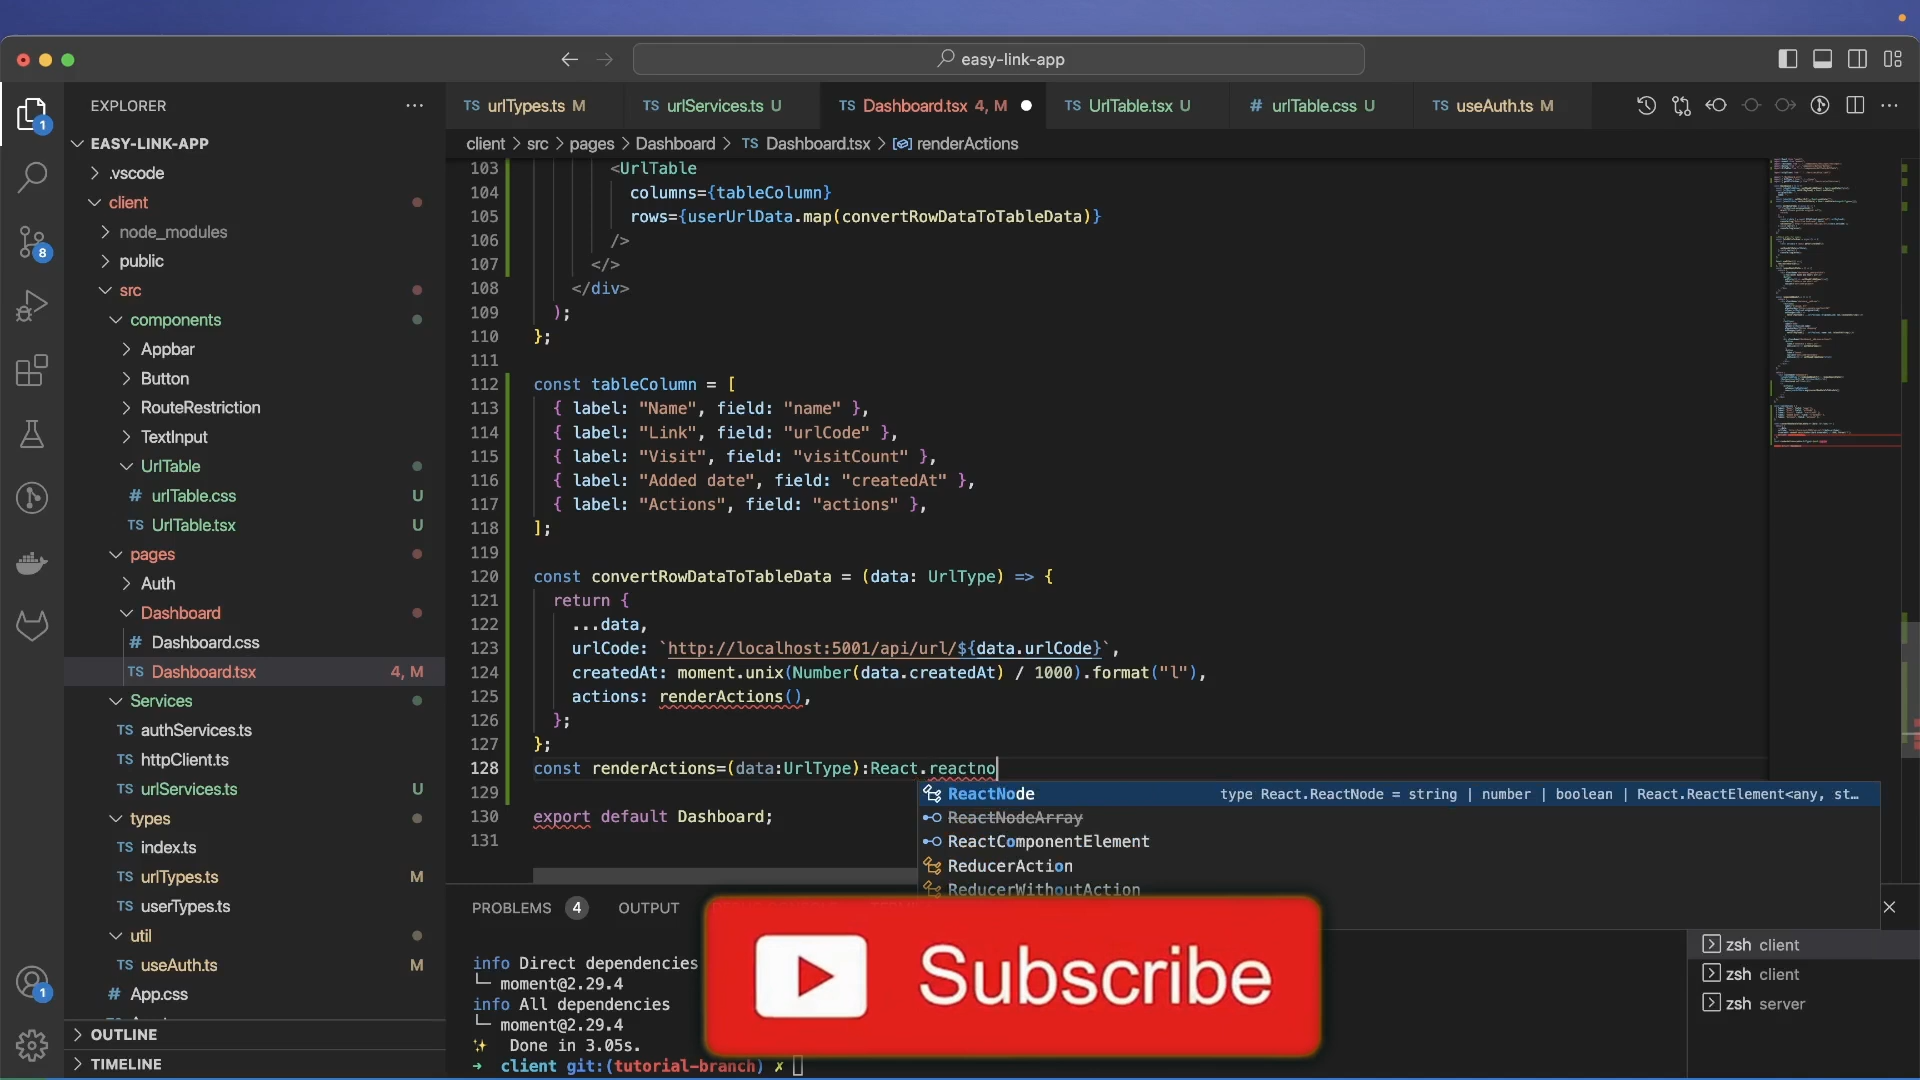 easy-link-app
EXPLORER
TS urlTypes.ts M
TS urlServices.ts U
TS Dashboard.tsx 4, M
TS UrlTable.tsx U
# urlTable.css U
TS useAuth.ts M
client > src > pages > Dashboard > TS Dashboard.tsx > renderActions
EASY-LINK-APP
.vscode
client
node_modules
public
src
components
Appbar
Button
RouteRestriction
TextInput
UrlTable
# urlTable.css U
TS UrlTable.tsx U
pages
Auth
Dashboard
# Dashboard.css
TS Dashboard.tsx 4, M
Services
TS authServices.ts
TS httpClient.ts
TS urlServices.ts U
types
TS index.ts
TS urlTypes.ts M
TS userTypes.ts
util
TS useAuth.ts M
# App.css
OUTLINE
TIMELINE
1
8
1
103 <UrlTable
104 columns={tableColumn}
105 rows={userUrlData.map(convertRowDataToTableData)}
106 />
107 </>
108 </div>
109 );
110 };
111
112 const tableColumn = [
113 { label: "Name", field: "name" },
114 { label: "Link", field: "urlCode" },
115 { label: "Visit", field: "visitCount" },
116 { label: "Added date", field: "createdAt" },
117 { label: "Actions", field: "actions" },
118 ];
119
120 const convertRowDataToTableData = (data: UrlType) => {
121 return {
122 ...data,
123 urlCode: `http://localhost:5001/api/url/${data.urlCode}`,
124 createdAt: moment.unix(Number(data.createdAt) / 1000).format("l"),
125 actions: renderActions(),
126 };
127 };
128 const renderActions=(data:UrlType):React.reactno
129
130 export default Dashboard;
131
ReactNode type React.ReactNode = string | number | boolean | React.ReactElement<any, st…
ReactNodeArray
ReactComponentElement
ReducerAction
ReducerWithoutAction
PROBLEMS 4 OUTPUT
info Direct dependencies
└─ moment@2.29.4
info All dependencies
└─ moment@2.29.4
✨ Done in 3.05s.
→ client git:(tutorial-branch) ✗
zsh client
zsh client
zsh server
Subscribe